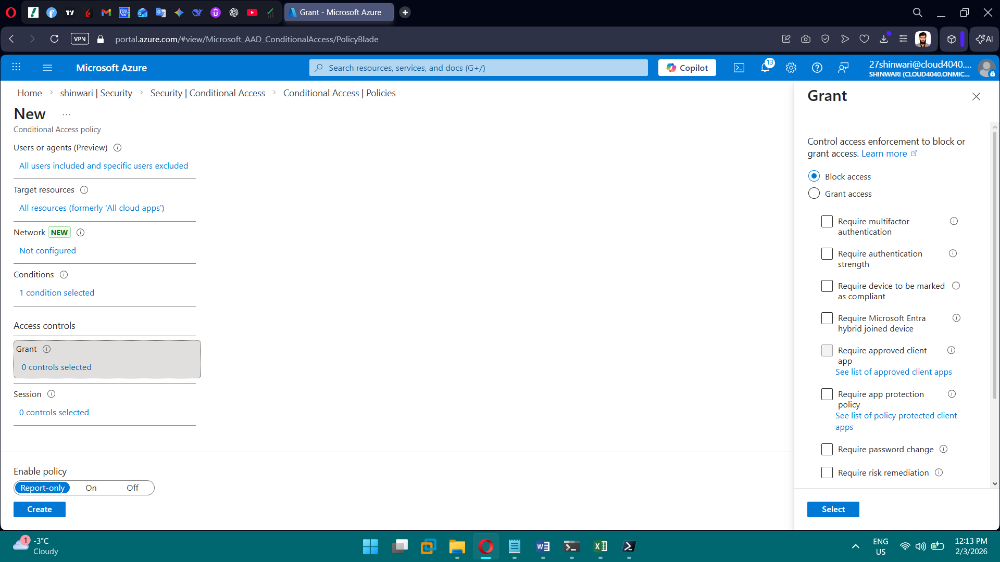 Grant - Microsoft Azure
VPN
portal.azure.com/#view/Microsoft_AAD_ConditionalAccess/PolicyBlade
AI
Microsoft Azure
Search resources, services, and docs (G+/)
Copilot
13
27shinwari@cloud4040....
SHINWARI (CLOUD4040.ONMIC...
Home
shinwari | Security
Security | Conditional Access
Conditional Access | Policies
New
...
Conditional Access policy
Users or agents (Preview)
All users included and specific users excluded
Target resources
All resources (formerly 'All cloud apps')
Network NEW
Not configured
Conditions
1 condition selected
Access controls
Grant
0 controls selected
Session
0 controls selected
Enable policy
Report-only On Off
Create
Grant
Control access enforcement to block or
grant access. Learn more
Block access
Grant access
Require multifactor
authentication
Require authentication
strength
Require device to be marked
as compliant
Require Microsoft Entra
hybrid joined device
Require approved client
app
See list of approved client apps
Require app protection
policy
See list of policy protected client
apps
Require password change
Require risk remediation
Select
1
-3°C
Cloudy
ENG
US
12:13 PM
2/3/2026